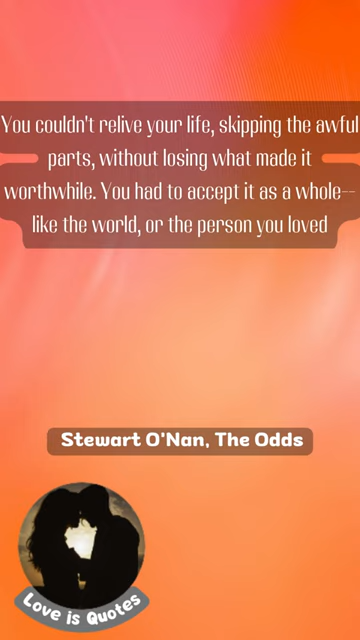 You couldn't relive your life, skipping the awful
parts, without losing what made it
worthwhile. You had to accept it as a whole--
like the world, or the person you loved
Stewart O'Nan, The Odds
Love is Quotes